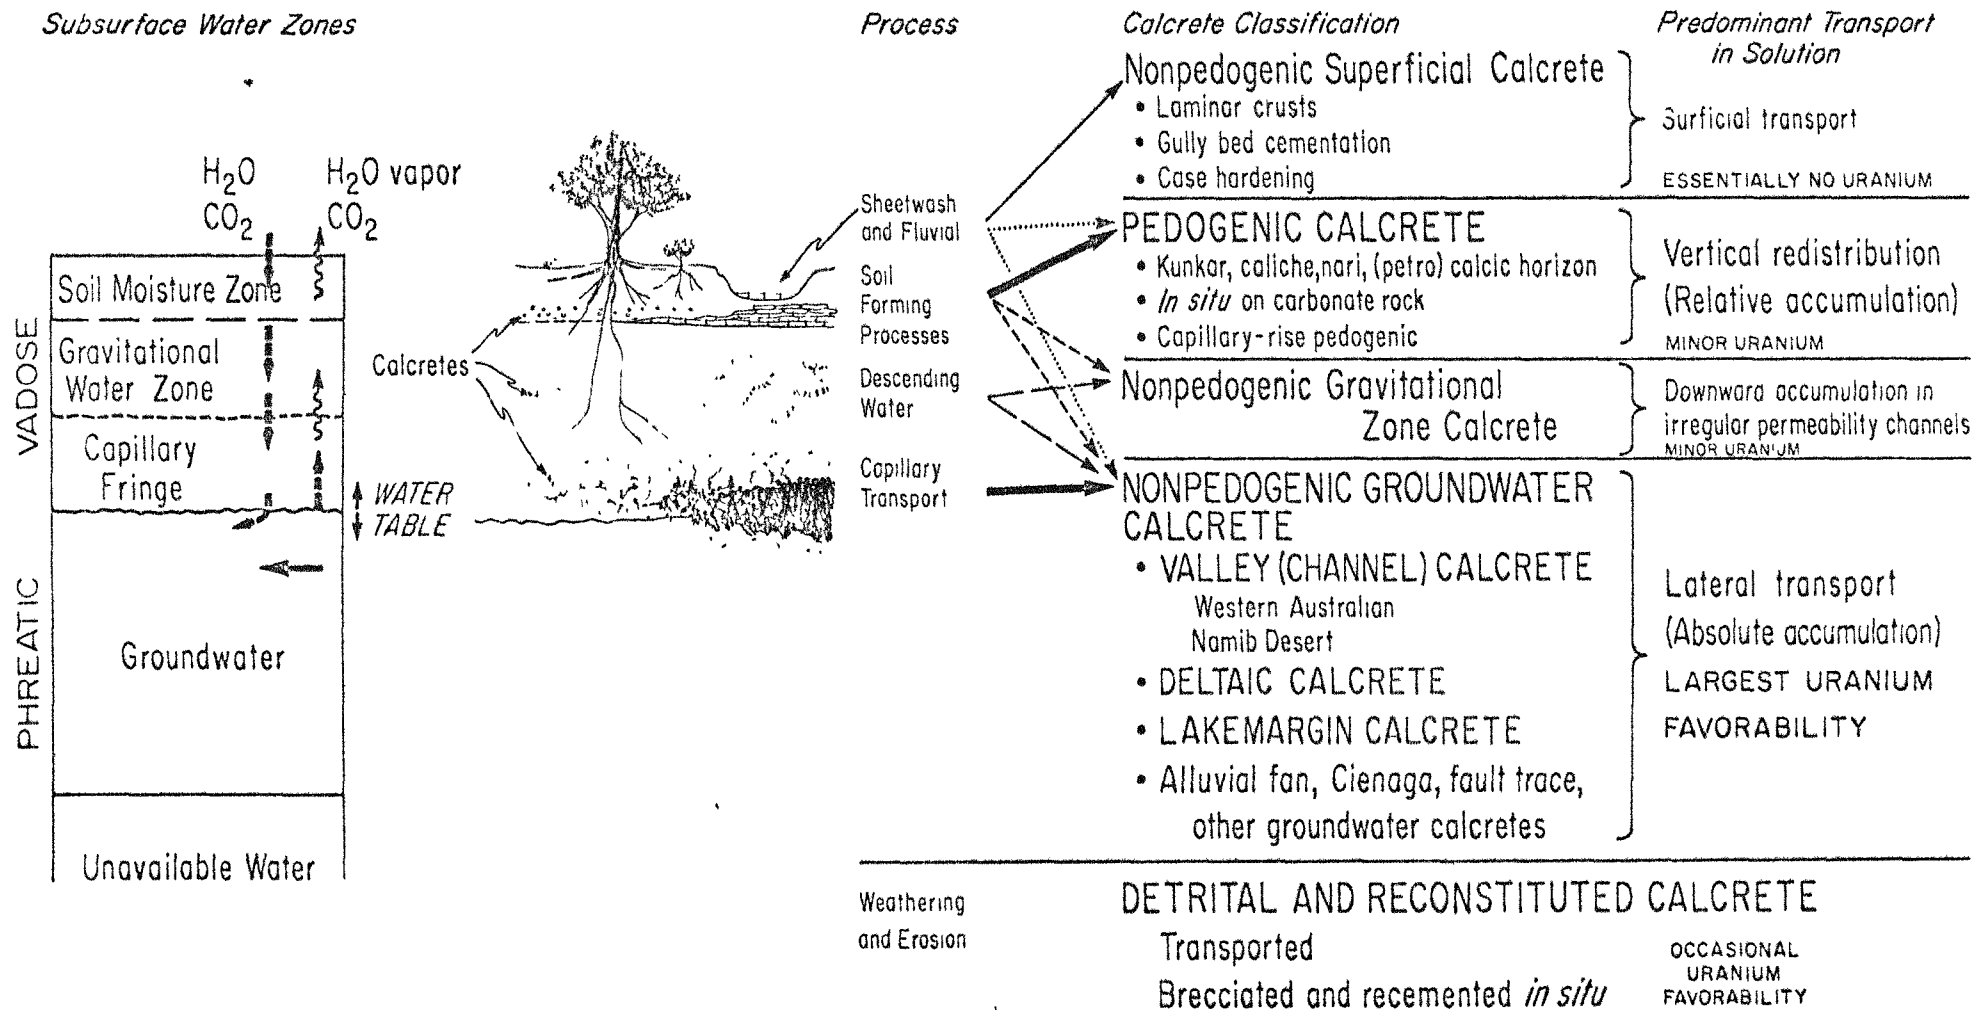 Subsurface Water Zones
Process
Calcrete Classification
Predominant Transport
in Solution
H2O
CO2
H2O vapor
CO2
VADOSE
PHREATIC
Soil Moisture Zone
Gravitational
Water Zone
Capillary
Fringe
WATER
TABLE
Groundwater
Unavailable Water
Calcretes
Sheetwash
and Fluvial
Soil
Forming
Processes
Descending
Water
Capillary
Transport
Weathering
and Erosion
Nonpedogenic Superficial Calcrete
• Laminar crusts
• Gully bed cementation
• Case hardening
Surficial transport
ESSENTIALLY NO URANIUM
PEDOGENIC CALCRETE
• Kunkar, caliche, nari, (petro) calcic horizon
• In situ on carbonate rock
• Capillary-rise pedogenic
Vertical redistribution
(Relative accumulation)
MINOR URANIUM
Nonpedogenic Gravitational
Zone Calcrete
Downward accumulation in
irregular permeability channels
MINOR URANIUM
NONPEDOGENIC GROUNDWATER
CALCRETE
• VALLEY (CHANNEL) CALCRETE
Western Australian
Namib Desert
• DELTAIC CALCRETE
• LAKEMARGIN CALCRETE
• Alluvial fan, Cienaga, fault trace,
other groundwater calcretes
Lateral transport
(Absolute accumulation)
LARGEST URANIUM
FAVORABILITY
DETRITAL AND RECONSTITUTED CALCRETE
Transported
Brecciated and recemented in situ
OCCASIONAL
URANIUM
FAVORABILITY